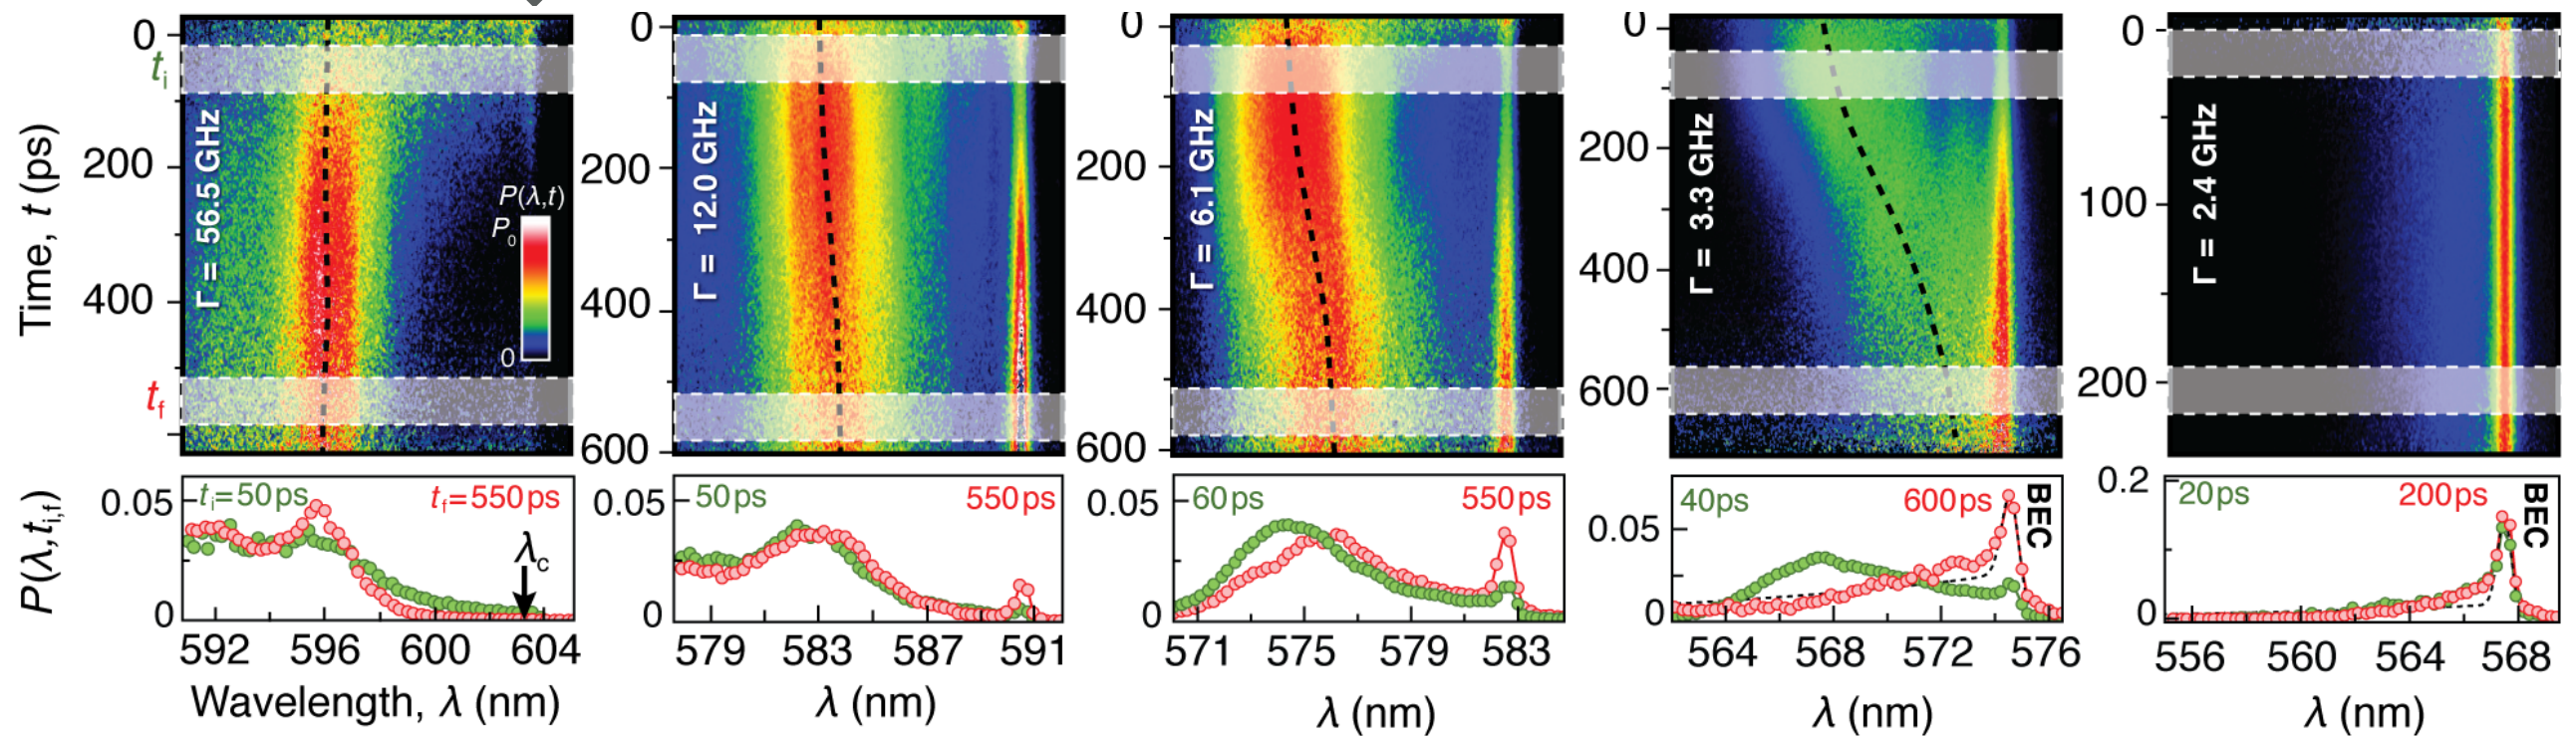 Time, t (ps)
0
tᵢ
200
400
t_f
Γ = 56.5 GHz
P(λ,t)
P₀
0
0
200
400
600
Γ = 12.0 GHz
0
200
400
600
Γ = 6.1 GHz
0
200
400
600
Γ = 3.3 GHz
0
100
200
Γ = 2.4 GHz
P(λ,tᵢ,f)
0.05
0
tᵢ=50ps
t_f=550ps
λc
592 596 600 604
Wavelength, λ (nm)
0.05
0
50ps
550ps
579 583 587 591
λ (nm)
0.05
0
60ps
550ps
571 575 579 583
λ (nm)
0.05
0
40ps
600ps
BEC
564 568 572 576
λ (nm)
0.2
0
20ps
200ps
BEC
556 560 564 568
λ (nm)